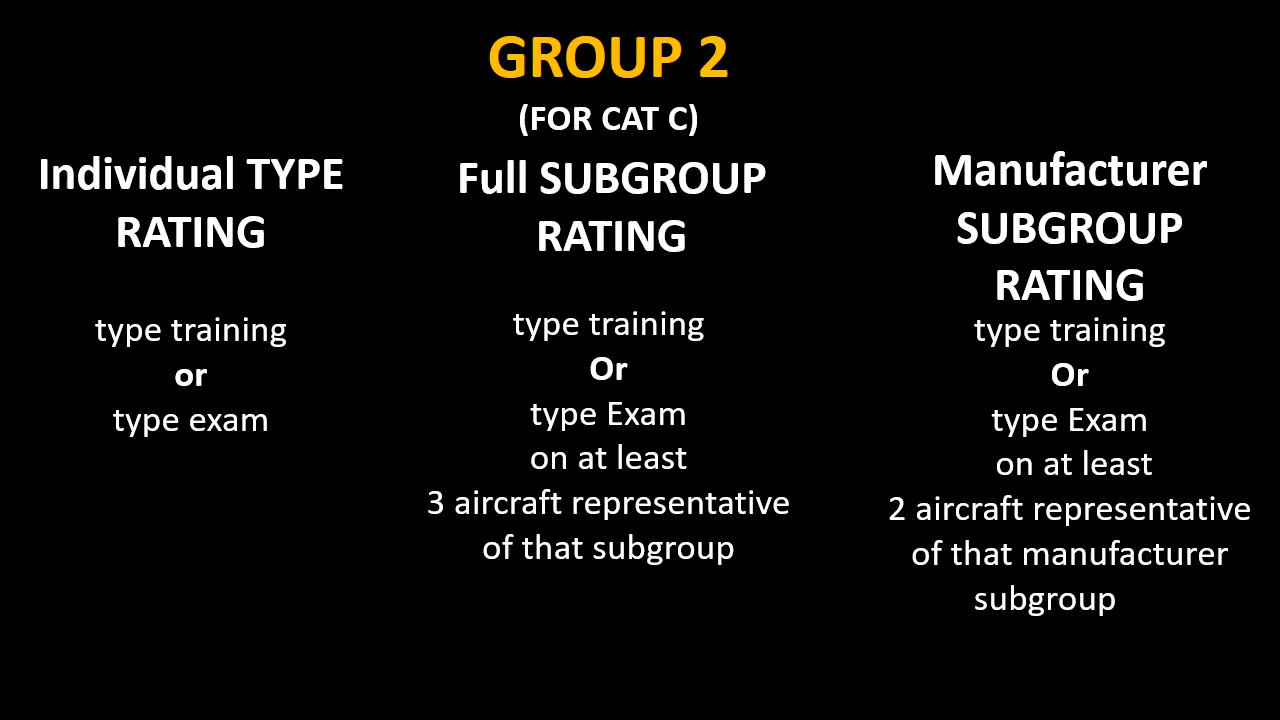 GROUP 2
(FOR CAT C)
Individual TYPE
RATING
type training
or
type exam
Full SUBGROUP
RATING
type training
Or
type Exam
on at least
3 aircraft representative
of that subgroup
Manufacturer
SUBGROUP
RATING
type training
Or
type Exam
on at least
2 aircraft representative
of that manufacturer
subgroup